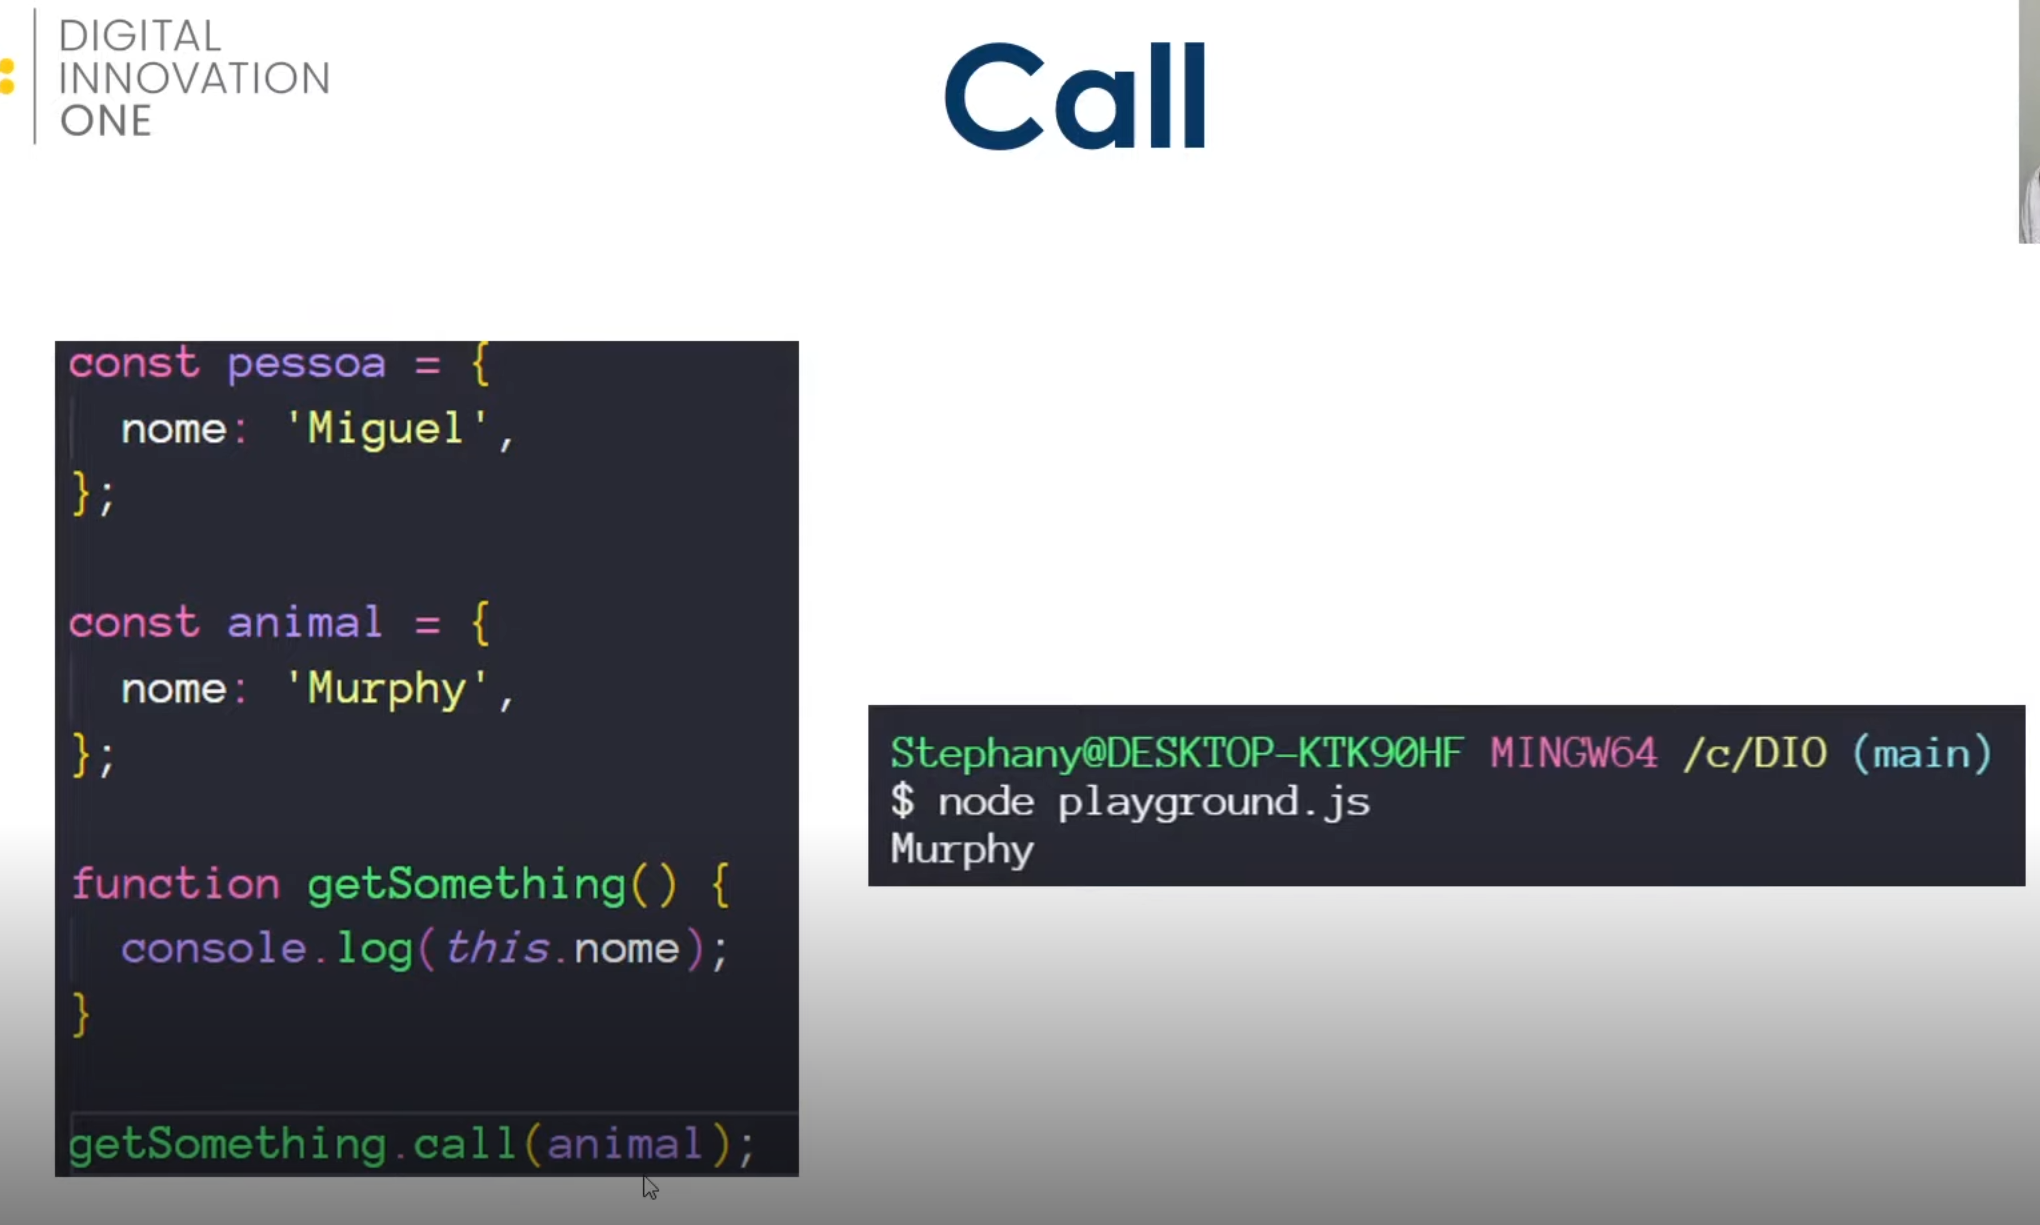 DIGITAL
INNOVATION
ONE
Call
const pessoa = {
nome: 'Miguel',
};
const animal = {
nome: 'Murphy',
};
function getSomething() {
console.log(this.nome);
}
getSomething.call(animal);
Stephany@DESKTOP-KTK90HF MINGW64 /c/DIO (main)
$ node playground.js
Murphy